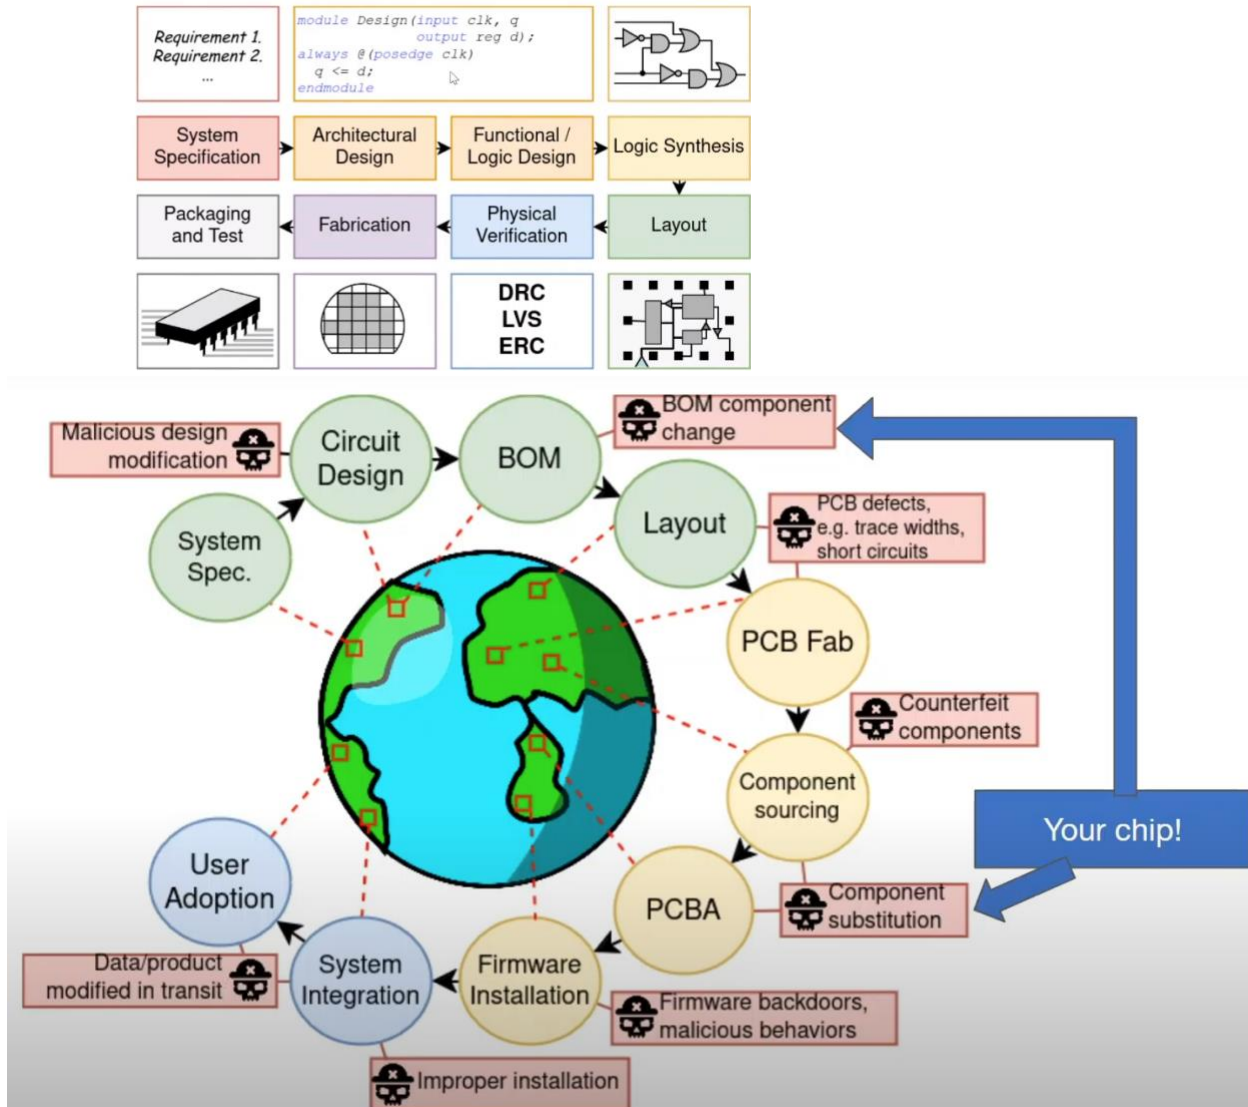 Requirement 1.
Requirement 2.
...
module Design(input clk, q
output reg d);
always @(posedge clk)
q <= d;
endmodule
System
Specification
Architectural
Design
Functional /
Logic Design
Logic Synthesis
Packaging
and Test
Fabrication
Physical
Verification
Layout
DRC
LVS
ERC
Malicious design
modification
Circuit
Design
BOM
BOM component
change
System
Spec.
Layout
PCB defects,
e.g. trace widths,
short circuits
PCB Fab
Counterfeit
components
Component
sourcing
Your chip!
User
Adoption
PCBA
Component
substitution
Data/product
modified in transit
System
Integration
Firmware
Installation
Firmware backdoors,
malicious behaviors
Improper installation